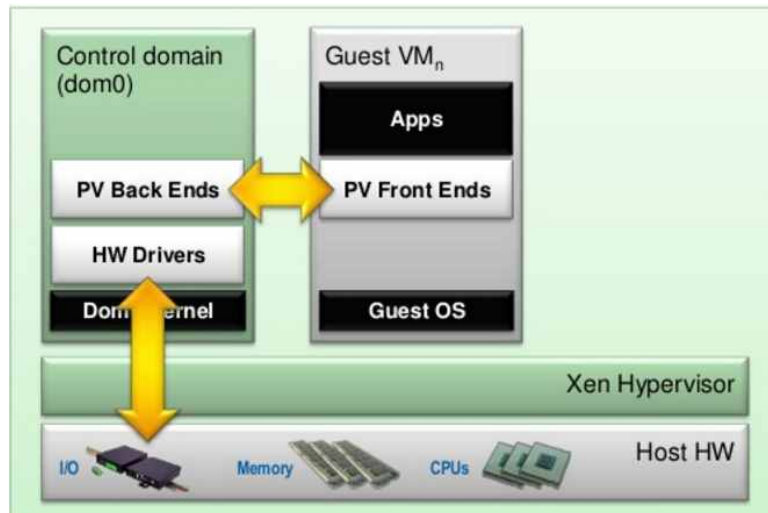 Control domain
(dom0)
PV Back Ends
HW Drivers
Guest VMn
Apps
PV Front Ends
Guest OS
Xen Hypervisor
I/O
Memory
CPUs
Host HW